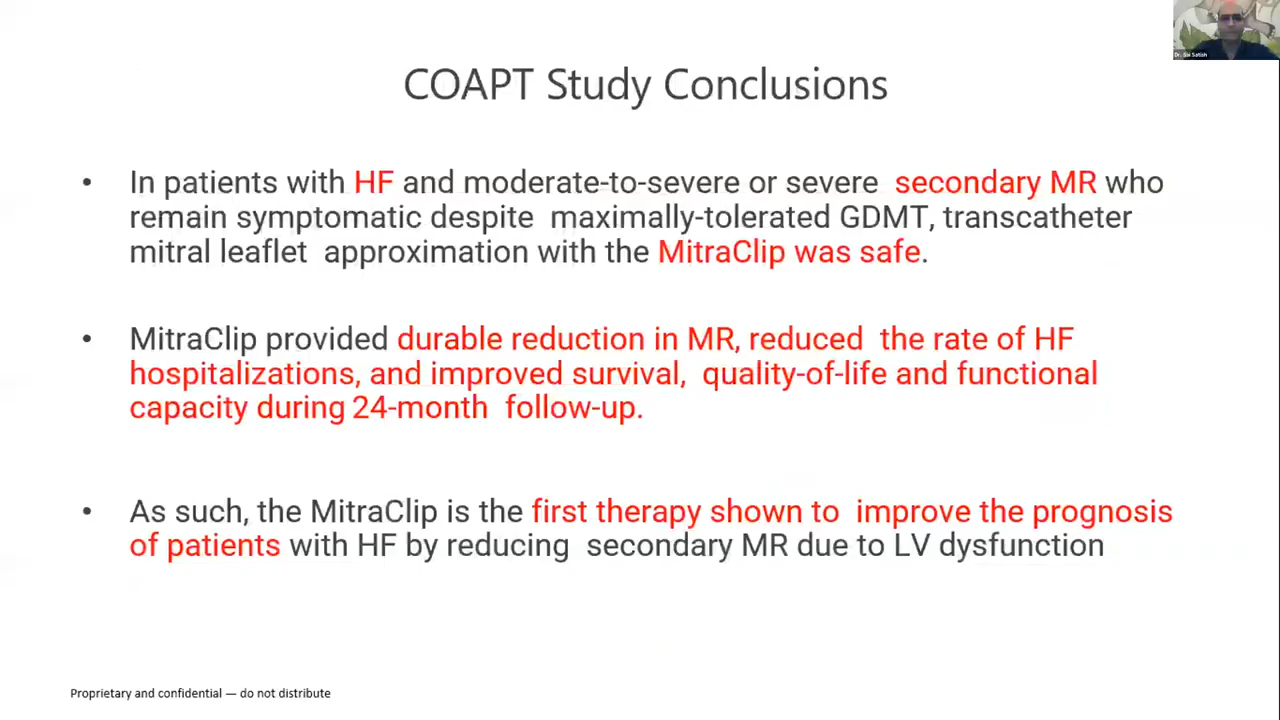 Dr. Sai Satish
COAPT Study Conclusions
• In patients with HF and moderate-to-severe or severe secondary MR who
remain symptomatic despite maximally-tolerated GDMT, transcatheter
mitral leaflet approximation with the MitraClip was safe.
• MitraClip provided durable reduction in MR, reduced the rate of HF
hospitalizations, and improved survival, quality-of-life and functional
capacity during 24-month follow-up.
• As such, the MitraClip is the first therapy shown to improve the prognosis
of patients with HF by reducing secondary MR due to LV dysfunction
Proprietary and confidential — do not distribute